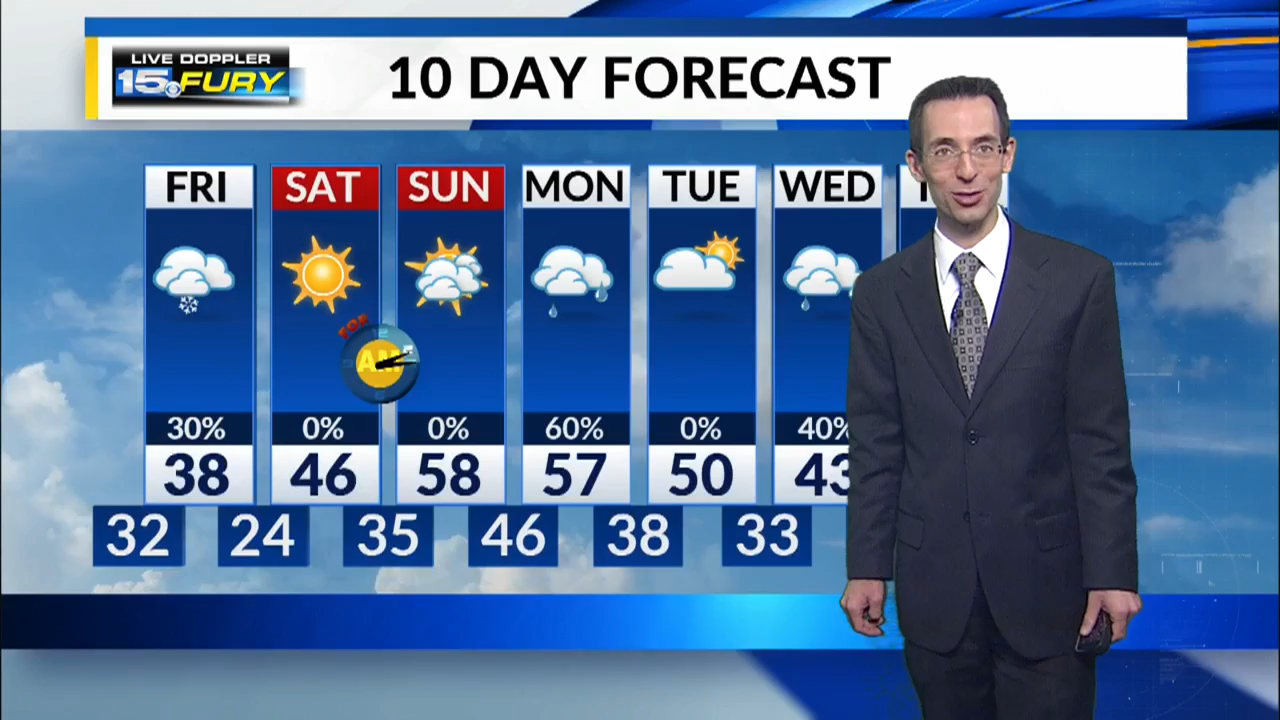 LIVE DOPPLER
15 FURY
10 DAY FORECAST
FRI SAT SUN MON TUE WED
AM
30% 0% 0% 60% 0% 40%
38 46 58 57 50 43
32 24 35 46 38 33